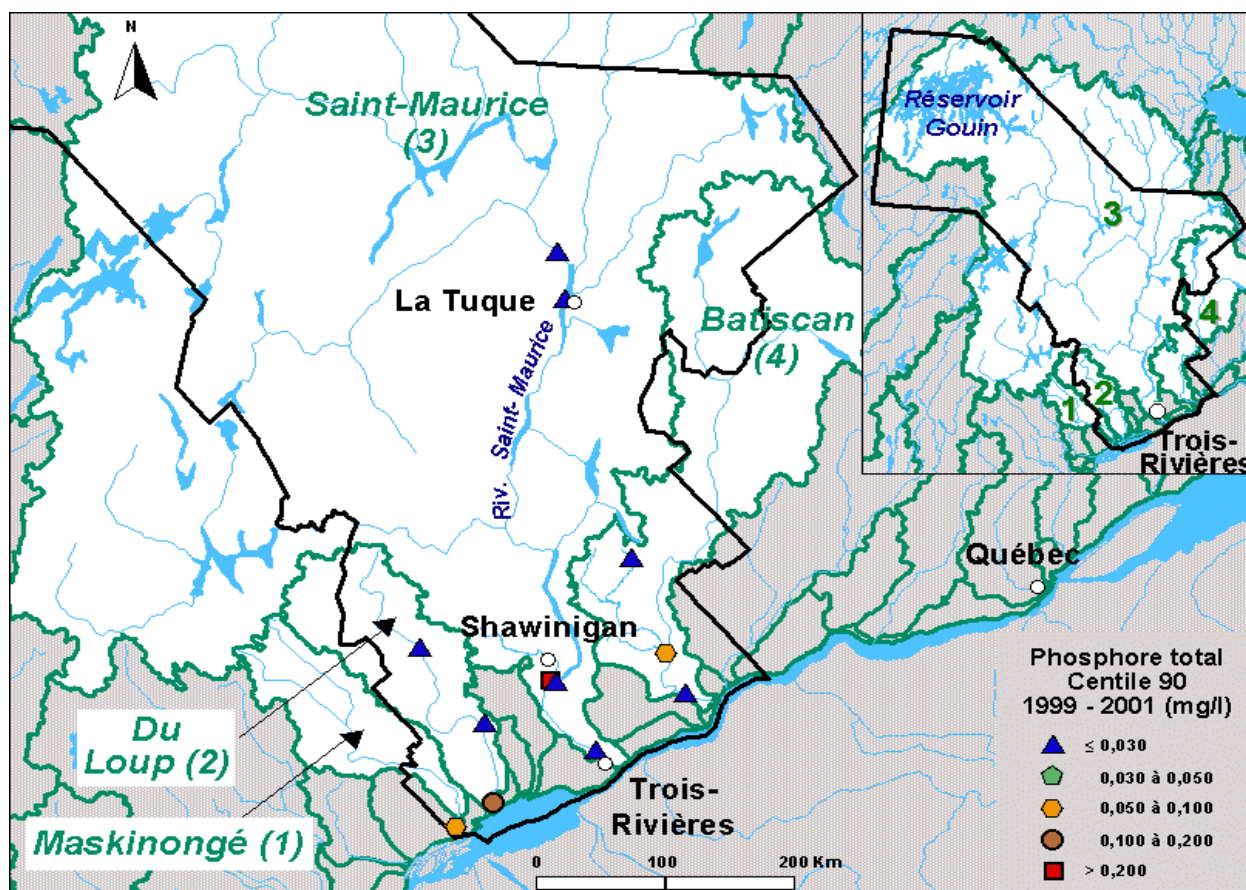 N
Saint-Maurice
(3)
Réservoir
Gouin
3
4
2
1
Trois-
Rivières
La Tuque
Batiscan
(4)
Riv. Saint-Maurice
Québec
Shawinigan
Du
Loup (2)
Maskinongé (1)
Trois-
Rivières
0 100 200 Km
Phosphore total
Centile 90
1999 - 2001 (mg/l)
≤ 0,030
0,030 à 0,050
0,050 à 0,100
0,100 à 0,200
> 0,200